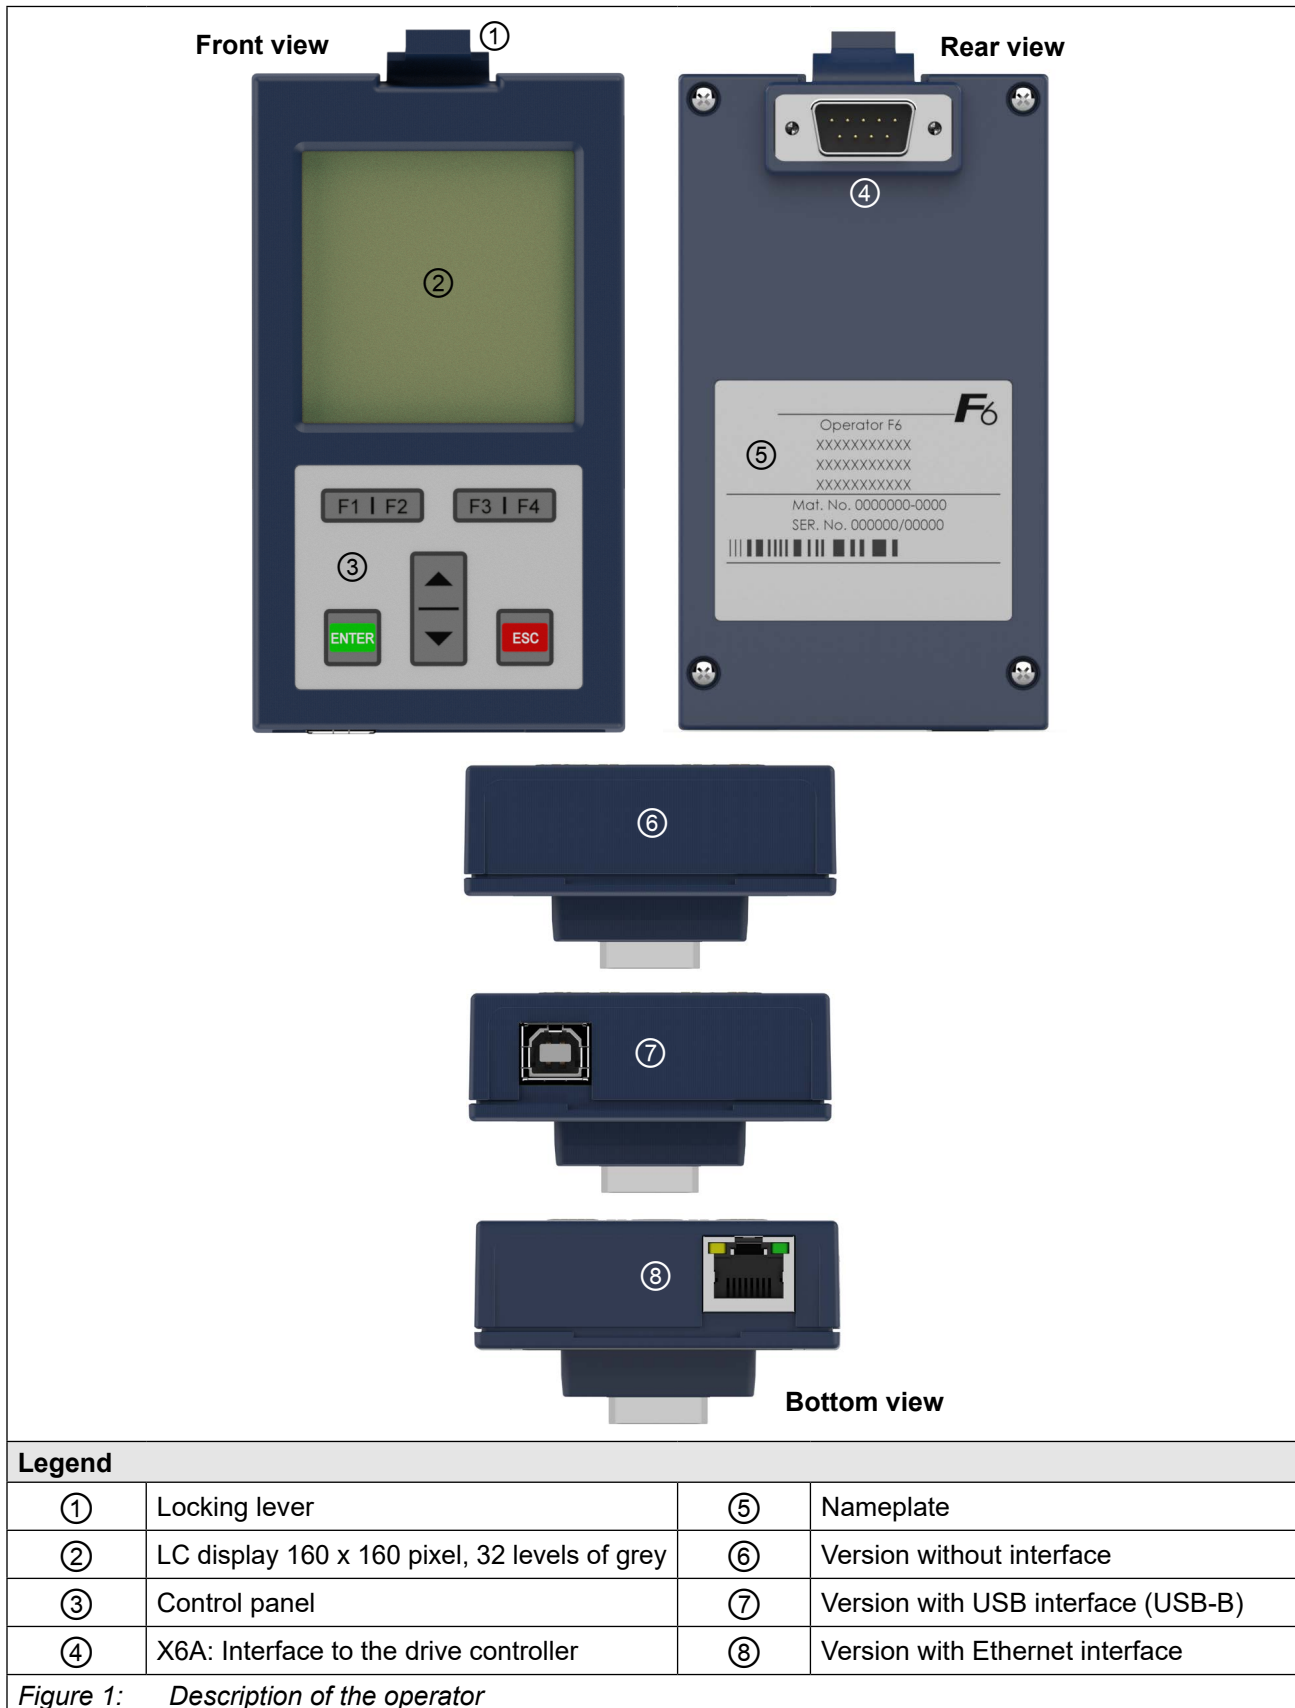 Front view
①
Rear view
④
②
F6
Operator F6
XXXXXXXXXXX
XXXXXXXXXXX
XXXXXXXXXXX
⑤
Mat. No. 0000000-0000
SER. No. 000000/00000
F1 | F2
F3 | F4
③
ENTER
ESC
⑥
⑦
⑧
Bottom view
Legend
① Locking lever ⑤ Nameplate
② LC display 160 x 160 pixel, 32 levels of grey ⑥ Version without interface
③ Control panel ⑦ Version with USB interface (USB-B)
④ X6A: Interface to the drive controller ⑧ Version with Ethernet interface
Figure 1: Description of the operator